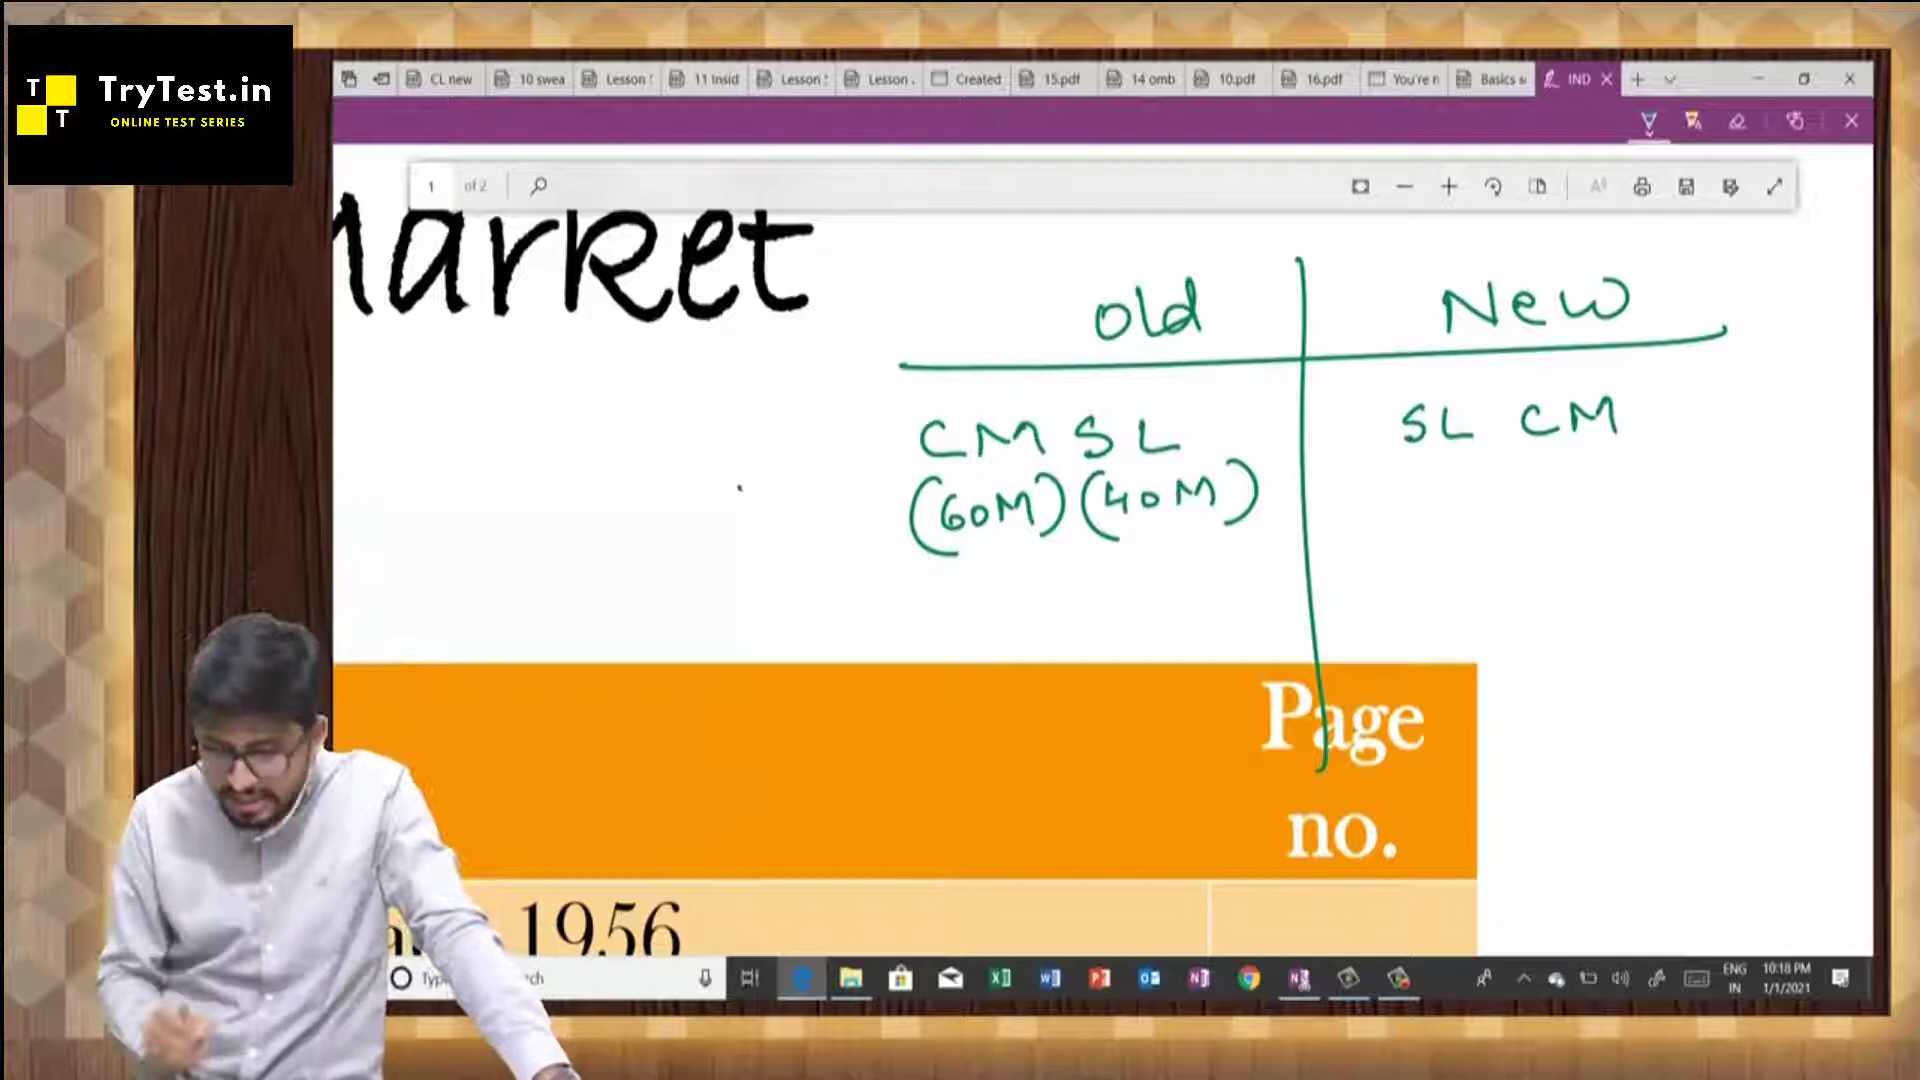 TryTest.in
T
T
ONLINE TEST SERIES
CL new
10 swea
Lesson
11 Insid
Lesson
Lesson
Created
15.pdf
14 omb
10.pdf
16.pdf
You're n
Basics s
IND
1 of 2
Market
Old New
CM SL SL CM
(60M) (40M)
Page
no.
1956
ENG
IN
10:18 PM
1/1/2021